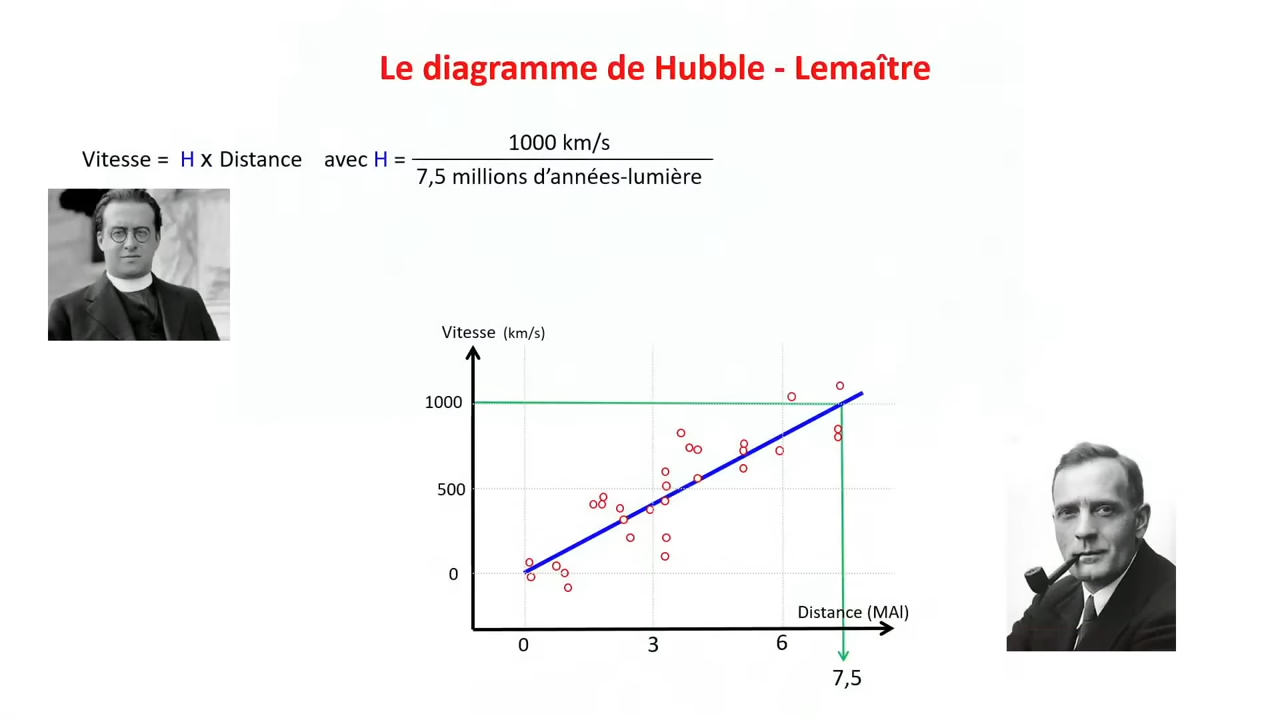 Le diagramme de Hubble - Lemaître
Vitesse = H x Distance avec H =
1000 km/s
7,5 millions d'années-lumière
Vitesse (km/s)
1000
500
0
Distance (MAl)
0 3 6
7,5